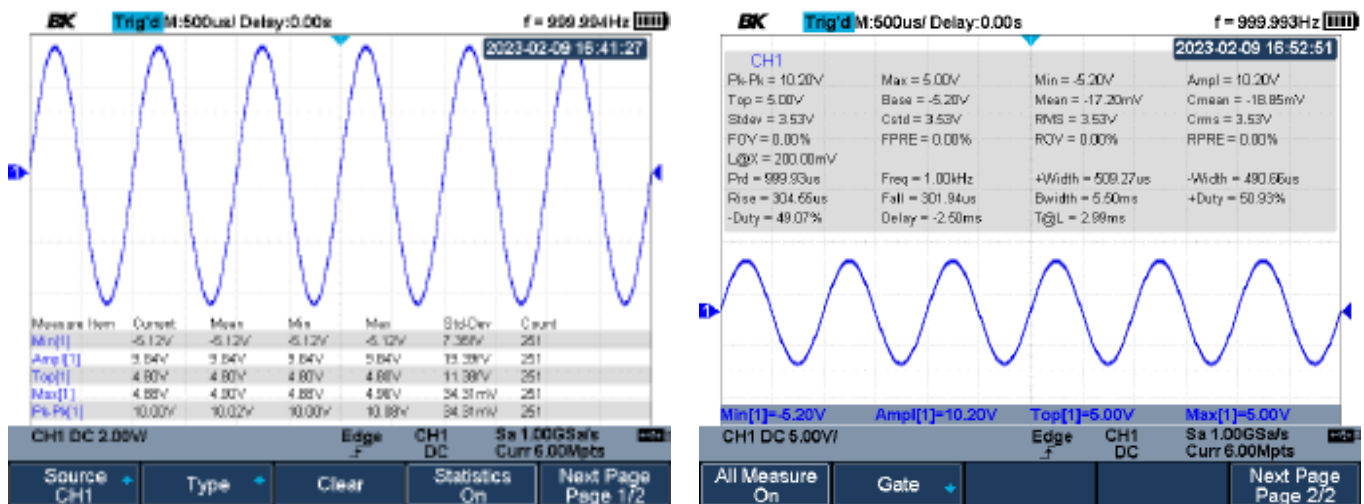 BK Trig'd M:500us/ Delay:0.00s f = 999.994Hz
2023-02-09 16:41:27
1
Measure Item Current Mean Min Max Std-Dev Count
Min[1] -5.12V -5.12V -5.12V -5.12V 251
Ampl[1] 9.84V 9.84V 9.84V 9.84V 251
Top[1] 4.80V 4.80V 4.80V 4.80V 251
Max[1] 4.88V 4.90V 4.88V 4.96V 34.31mV 251
Pk-Pk[1] 10.00V 10.02V 10.00V 10.08V 34.31mV 251
CH1 DC 2.00V/ Edge CH1 Sa 1.00GSa/s
DC Curr 6.00Mpts
Source Type Clear Statistics Next Page
CH1 On Page 1/2
BK Trig'd M:500us/ Delay:0.00s f = 999.993Hz
2023-02-09 16:52:51
CH1
Pk-Pk = 10.20V Max = 5.00V Min = -5.20V Ampl = 10.20V
Top = 5.00V Base = -5.20V Mean = -17.20mV Cmean = -18.85mV
Stdev = 3.53V Cstd = 3.53V RMS = 3.53V Crms = 3.53V
FOV = 0.00% FPRE = 0.00% ROV = 0.00% RPRE = 0.00%
L@X = 200.00mV
Prd = 999.93us Freq = 1.00kHz +Width = 509.27us -Width = 490.66us
Rise = 304.65us Fall = 301.94us Bwidth = 5.50ms +Duty = 50.93%
-Duty = 49.07% Delay = -2.50ms T@L = 2.99ms
1
Min[1]=-5.20V Ampl[1]=10.20V Top[1]=5.00V Max[1]=5.00V
CH1 DC 5.00V/ Edge CH1 Sa 1.00GSa/s
DC Curr 6.00Mpts
All Measure Gate Next Page
On Page 2/2